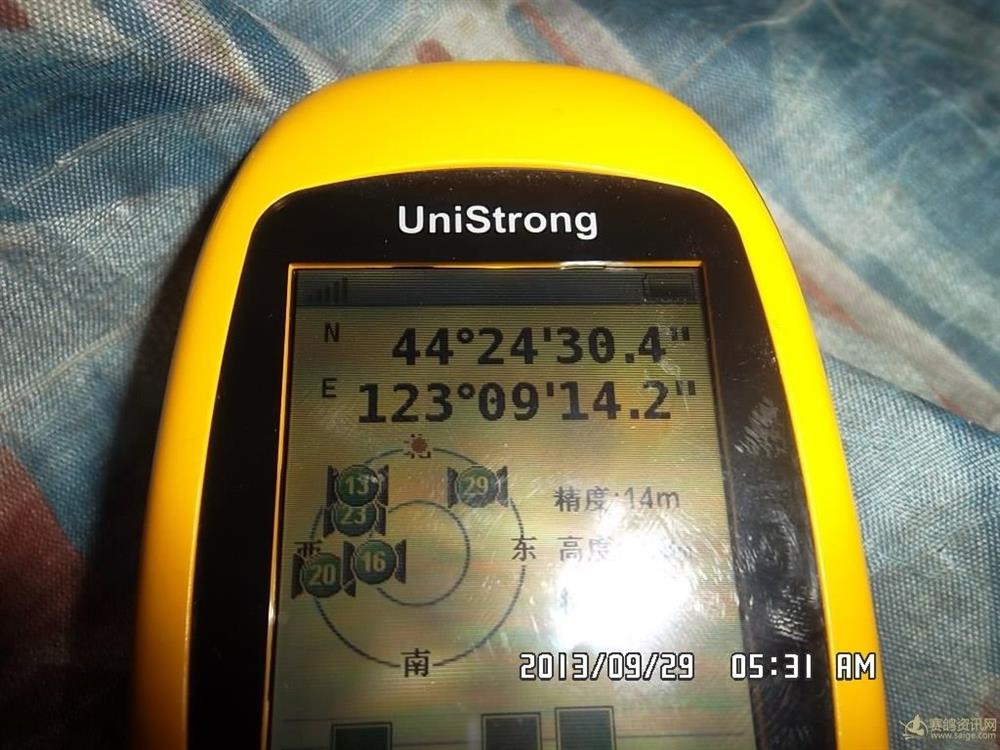 UniStrong
N 44°24'30.4"
E 123°09'14.2"
北
13
29
23
精度:14m
西
东
高度
20
16
南
2013/09/29 05:31 AM
赛鸽资讯网
www.saige.com